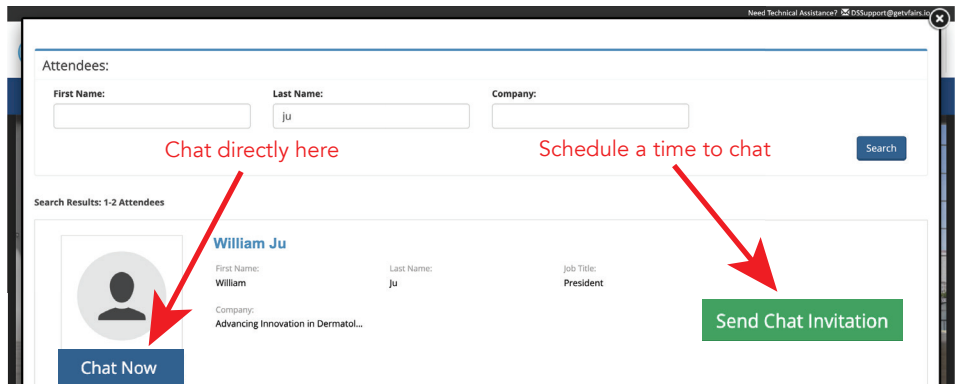 Need Technical Assistance? DSSupport@getvfairs.io
Attendees:
First Name: Last Name: Company:
ju
Chat directly here Schedule a time to chat
Search
Search Results: 1-2 Attendees
William Ju
First Name: Last Name: Job Title:
William Ju President
Company:
Advancing Innovation in Dermatol...
Send Chat Invitation
Chat Now